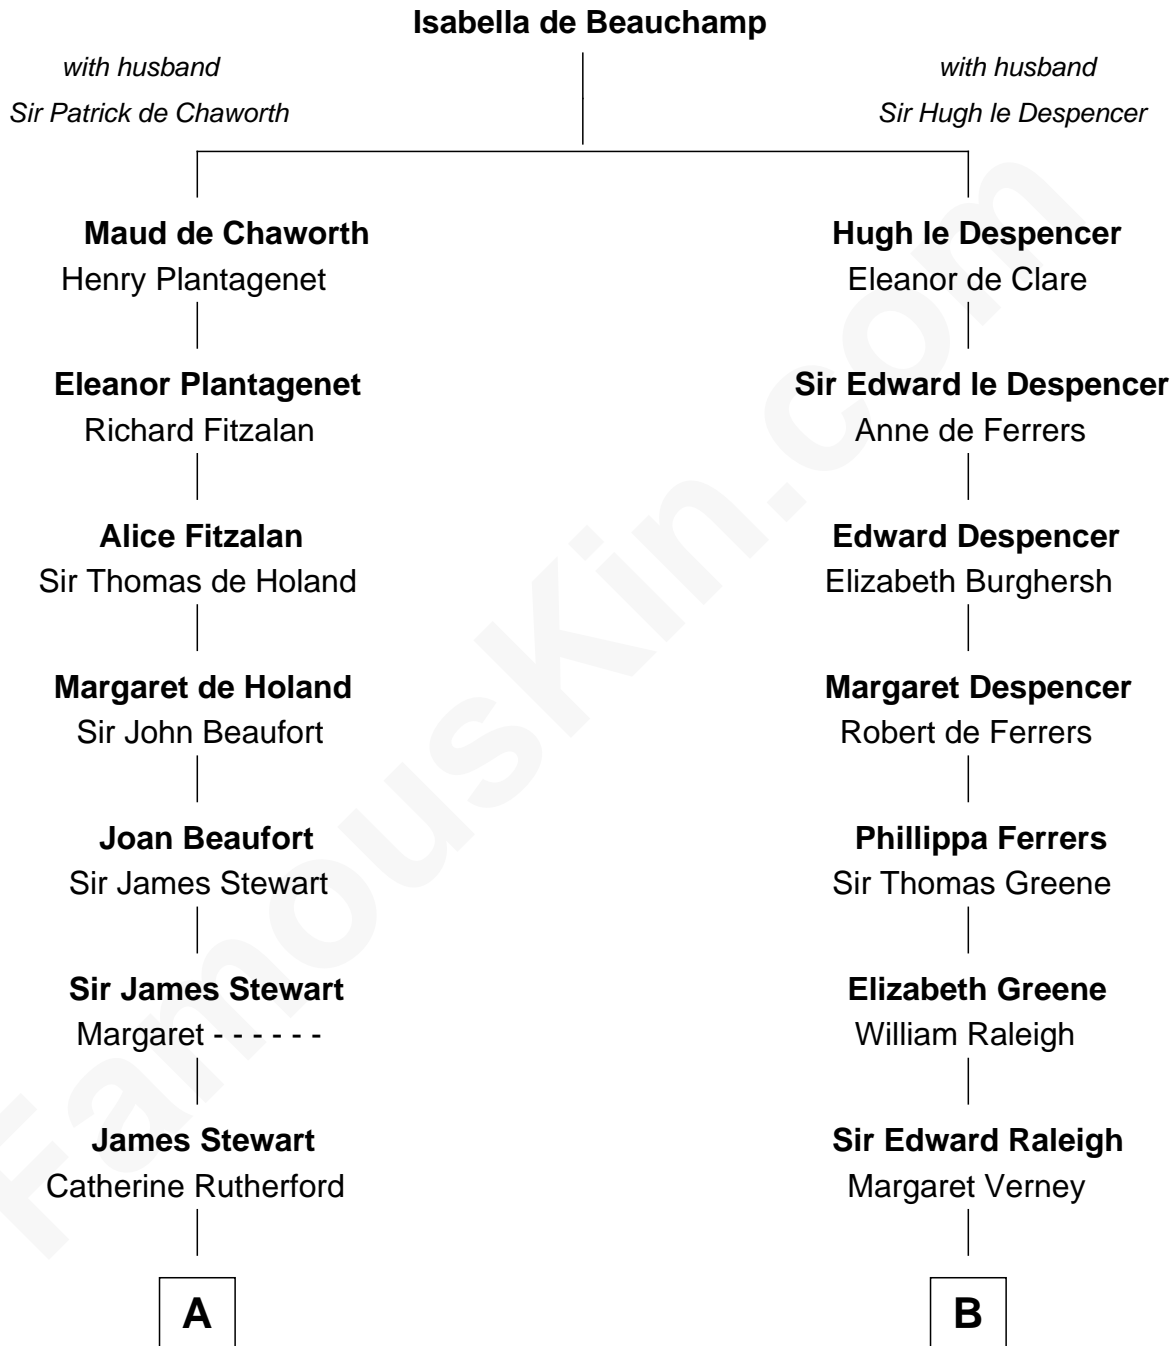 Isabella de Beauchamp
with husband
Sir Patrick de Chaworth
with husband
Sir Hugh le Despencer
Maud de Chaworth
Henry Plantagenet
Hugh le Despencer
Eleanor de Clare
Eleanor Plantagenet
Richard Fitzalan
Sir Edward le Despencer
Anne de Ferrers
Alice Fitzalan
Sir Thomas de Holand
Edward Despencer
Elizabeth Burghersh
Margaret de Holand
Sir John Beaufort
Margaret Despencer
Robert de Ferrers
Joan Beaufort
Sir James Stewart
Phillippa Ferrers
Sir Thomas Greene
Sir James Stewart
Margaret - - - - - -
Elizabeth Greene
William Raleigh
James Stewart
Catherine Rutherford
Sir Edward Raleigh
Margaret Verney
A
B
FamousKin.com